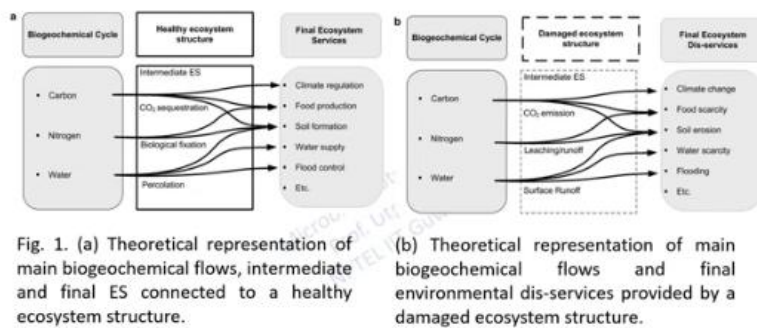 a
Biogeochemical Cycle
Healthy ecosystem
structure
Final Ecosystem
Services
Carbon
Nitrogen
Water
Intermediate ES
CO₂ sequestration
Biological fixation
Percolation
Climate regulation
Food production
Soil formation
Water supply
Flood control
Etc.
b
Biogeochemical Cycle
Damaged ecosystem
structure
Final Ecosystem
Dis-services
Carbon
Nitrogen
Water
Intermediate ES
CO₂ emission
Leaching/runoff
Surface Runoff
Climate change
Food scarcity
Soil erosion
Water scarcity
Flooding
Etc.
Fig. 1. (a) Theoretical representation of
main biogeochemical flows, intermediate
and final ES connected to a healthy
ecosystem structure.
(b) Theoretical representation of main
biogeochemical flows and final
environmental dis-services provided by a
damaged ecosystem structure.